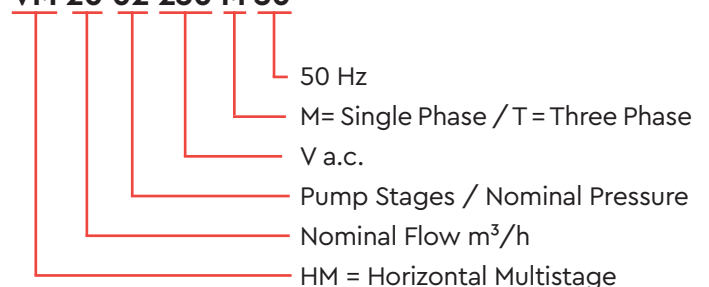 50 Hz
M= Single Phase / T = Three Phase
V a.c.
Pump Stages / Nominal Pressure
Nominal Flow m³/h
HM = Horizontal Multistage